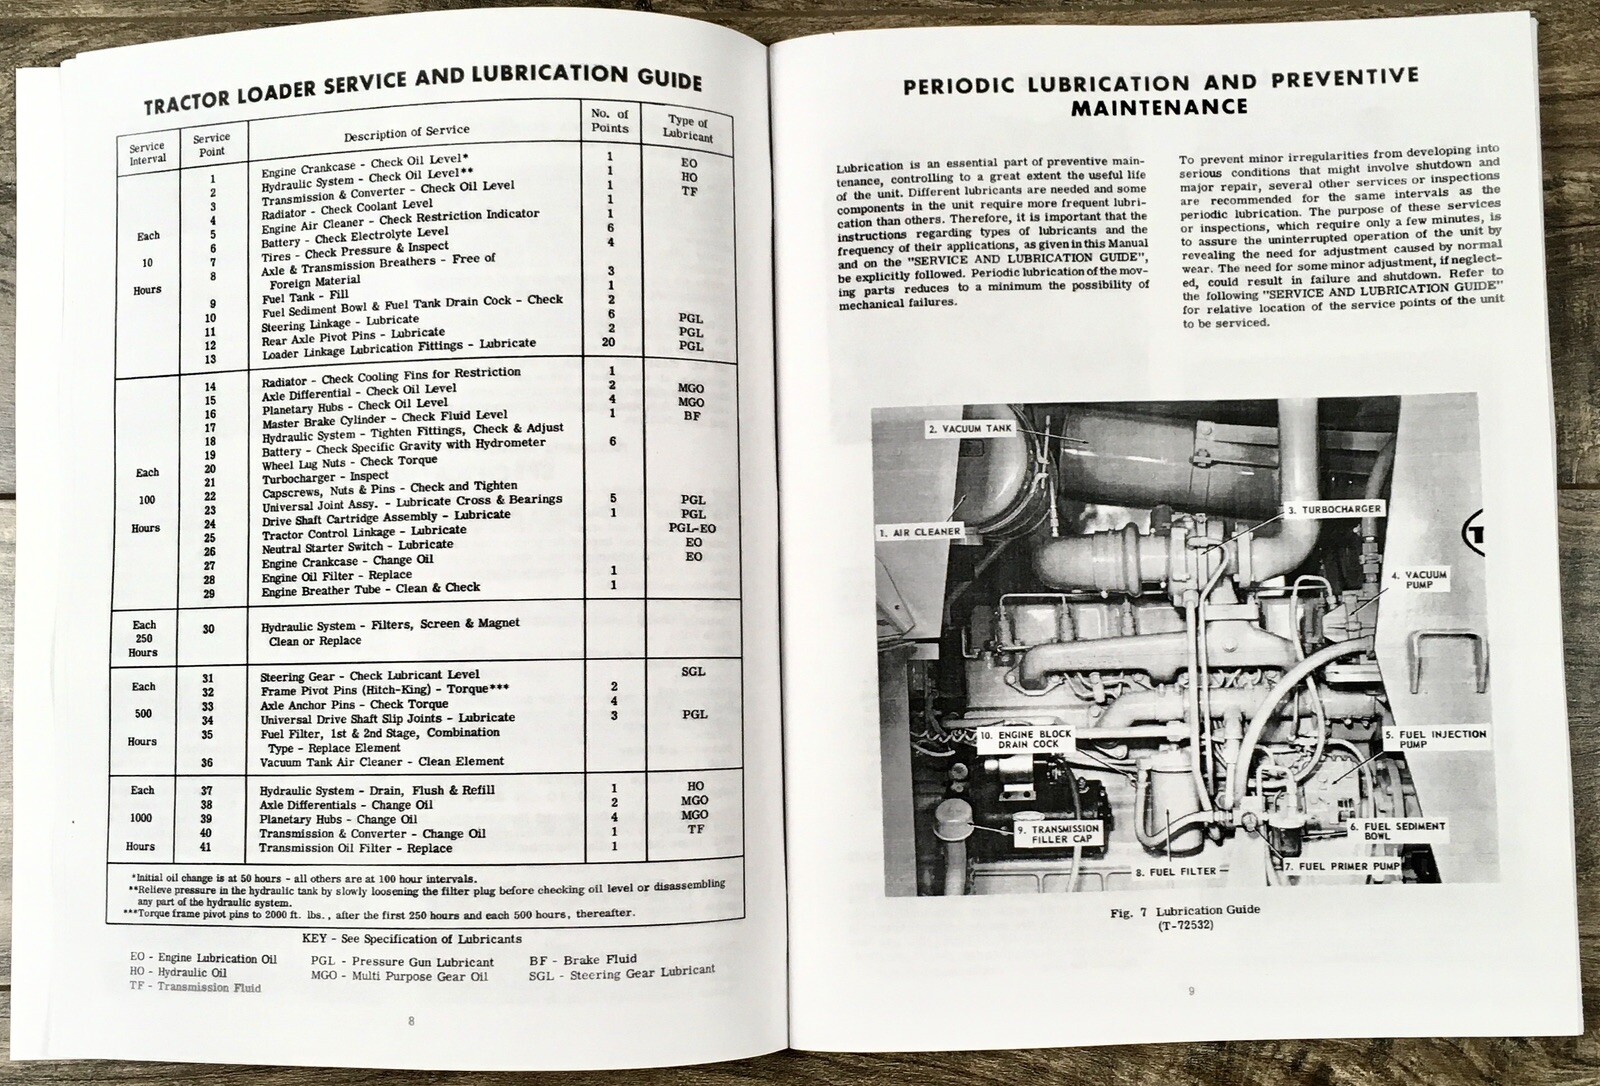 TRACTOR LOADER SERVICE AND LUBRICATION GUIDE
Service Interval | Service Point | Description of Service | No. of Points | Type of Lubricant
Each 10 Hours
1 Engine Crankcase - Check Oil Level* 1 EO
2 Hydraulic System - Check Oil Level** 1 HO
3 Transmission & Converter - Check Oil Level 1 TF
4 Radiator - Check Coolant Level 1
5 Engine Air Cleaner - Check Restriction Indicator 1
6 Battery - Check Electrolyte Level 6
7 Tires - Check Pressure & Inspect 4
8 Axle & Transmission Breathers - Free of
Foreign Material 3
9 Fuel Tank - Fill 1
10 Fuel Sediment Bowl & Fuel Tank Drain Cock - Check 2
11 Steering Linkage - Lubricate 6 PGL
12 Rear Axle Pivot Pins - Lubricate 2 PGL
13 Loader Linkage Lubrication Fittings - Lubricate 20 PGL
Each 100 Hours
14 Radiator - Check Cooling Fins for Restriction 1
15 Axle Differential - Check Oil Level 2 MGO
16 Planetary Hubs - Check Oil Level 4 MGO
17 Master Brake Cylinder - Check Fluid Level 1 BF
18 Hydraulic System - Tighten Fittings, Check & Adjust
19 Battery - Check Specific Gravity with Hydrometer 6
20 Wheel Lug Nuts - Check Torque
21 Turbocharger - Inspect
22 Capscrews, Nuts & Pins - Check and Tighten
23 Universal Joint Assy. - Lubricate Cross & Bearings 5 PGL
24 Drive Shaft Cartridge Assembly - Lubricate 1 PGL
25 Tractor Control Linkage - Lubricate PGL-EO
26 Neutral Starter Switch - Lubricate EO
27 Engine Crankcase - Change Oil EO
28 Engine Oil Filter - Replace 1
29 Engine Breather Tube - Clean & Check 1
Each 250 Hours
30 Hydraulic System - Filters, Screen & Magnet
Clean or Replace
Each 500 Hours
31 Steering Gear - Check Lubricant Level SGL
32 Frame Pivot Pins (Hitch-King) - Torque*** 2
33 Axle Anchor Pins - Check Torque 4
34 Universal Drive Shaft Slip Joints - Lubricate 3 PGL
35 Fuel Filter, 1st & 2nd Stage, Combination
Type - Replace Element
36 Vacuum Tank Air Cleaner - Clean Element
Each 1000 Hours
37 Hydraulic System - Drain, Flush & Refill 1 HO
38 Axle Differentials - Change Oil 2 MGO
39 Planetary Hubs - Change Oil 4 MGO
40 Transmission & Converter - Change Oil 1 TF
41 Transmission Oil Filter - Replace 1
*Initial oil change is at 50 hours - all others are at 100 hour intervals.
**Relieve pressure in the hydraulic tank by slowly loosening the filter plug before checking oil level or disassembling
any part of the hydraulic system.
***Torque frame pivot pins to 2000 ft. lbs., after the first 250 hours and each 500 hours, thereafter.
KEY - See Specification of Lubricants
EO - Engine Lubrication Oil PGL - Pressure Gun Lubricant BF - Brake Fluid
HO - Hydraulic Oil MGO - Multi Purpose Gear Oil SGL - Steering Gear Lubricant
TF - Transmission Fluid
8
PERIODIC LUBRICATION AND PREVENTIVE
MAINTENANCE
Lubrication is an essential part of preventive main-
tenance, controlling to a great extent the useful life
of the unit. Different lubricants are needed and some
components in the unit require more frequent lubri-
cation than others. Therefore, it is important that the
instructions regarding types of lubricants and the
frequency of their applications, as given in this Manual
and on the "SERVICE AND LUBRICATION GUIDE",
be explicitly followed. Periodic lubrication of the mov-
ing parts reduces to a minimum the possibility of
mechanical failures.
To prevent minor irregularities from developing into
serious conditions that might involve shutdown and
major repair, several other services or inspections
are recommended for the same intervals as the
periodic lubrication. The purpose of these services
or inspections, which require only a few minutes, is
to assure the uninterrupted operation of the unit by
revealing the need for adjustment caused by normal
wear. The need for some minor adjustment, if neglect-
ed, could result in failure and shutdown. Refer to
the following "SERVICE AND LUBRICATION GUIDE"
for relative location of the service points of the unit
to be serviced.
2. VACUUM TANK
3. TURBOCHARGER
1. AIR CLEANER
4. VACUUM
PUMP
10. ENGINE BLOCK
DRAIN COCK
5. FUEL INJECTION
PUMP
9. TRANSMISSION
FILLER CAP
6. FUEL SEDIMENT
BOWL
8. FUEL FILTER
7. FUEL PRIMER PUMP
Fig. 7 Lubrication Guide
(T-72532)
9